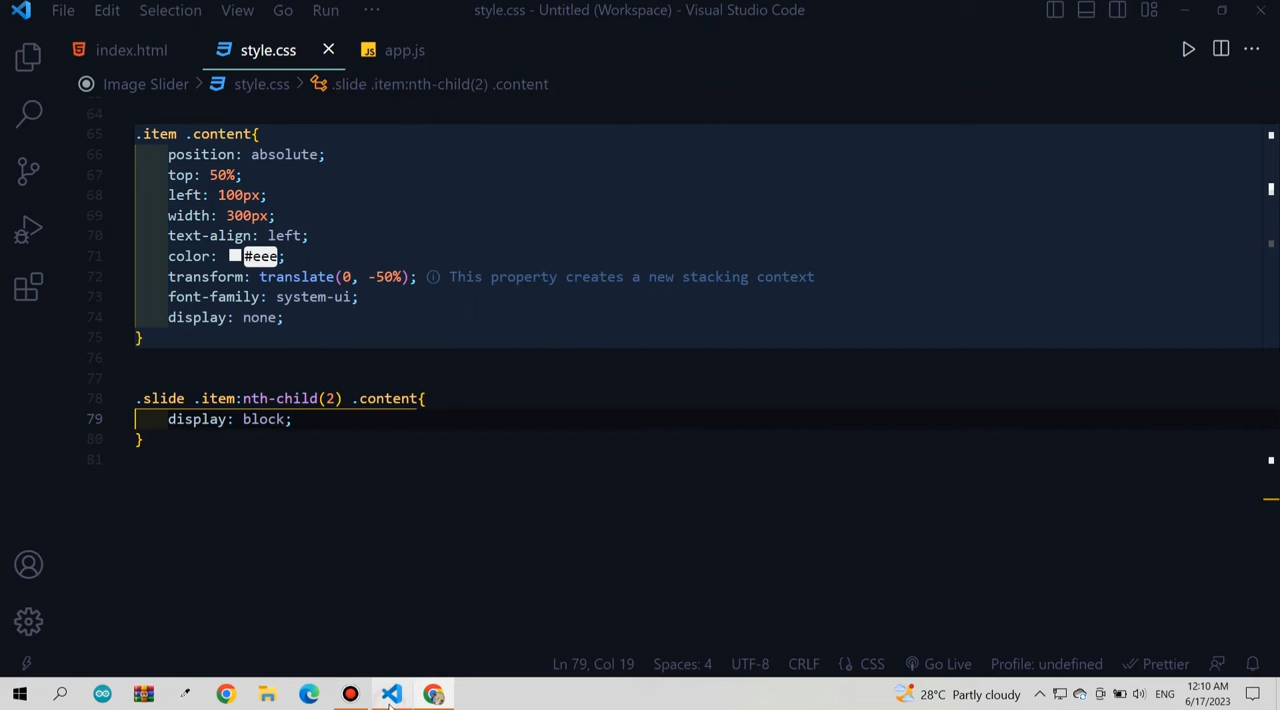 File Edit Selection View Go Run ··· style.css - Untitled (Workspace) - Visual Studio Code
index.html style.css app.js
Image Slider > style.css > .slide .item:nth-child(2) .content
64
65 .item .content{
66 position: absolute;
67 top: 50%;
68 left: 100px;
69 width: 300px;
70 text-align: left;
71 color: #eee;
72 transform: translate(0, -50%); This property creates a new stacking context
73 font-family: system-ui;
74 display: none;
75 }
76
77
78 .slide .item:nth-child(2) .content{
79 display: block;
80 }
81
Ln 79, Col 19 Spaces: 4 UTF-8 CRLF {} CSS Go Live Profile: undefined Prettier
28°C Partly cloudy ENG 12:10 AM
6/17/2023